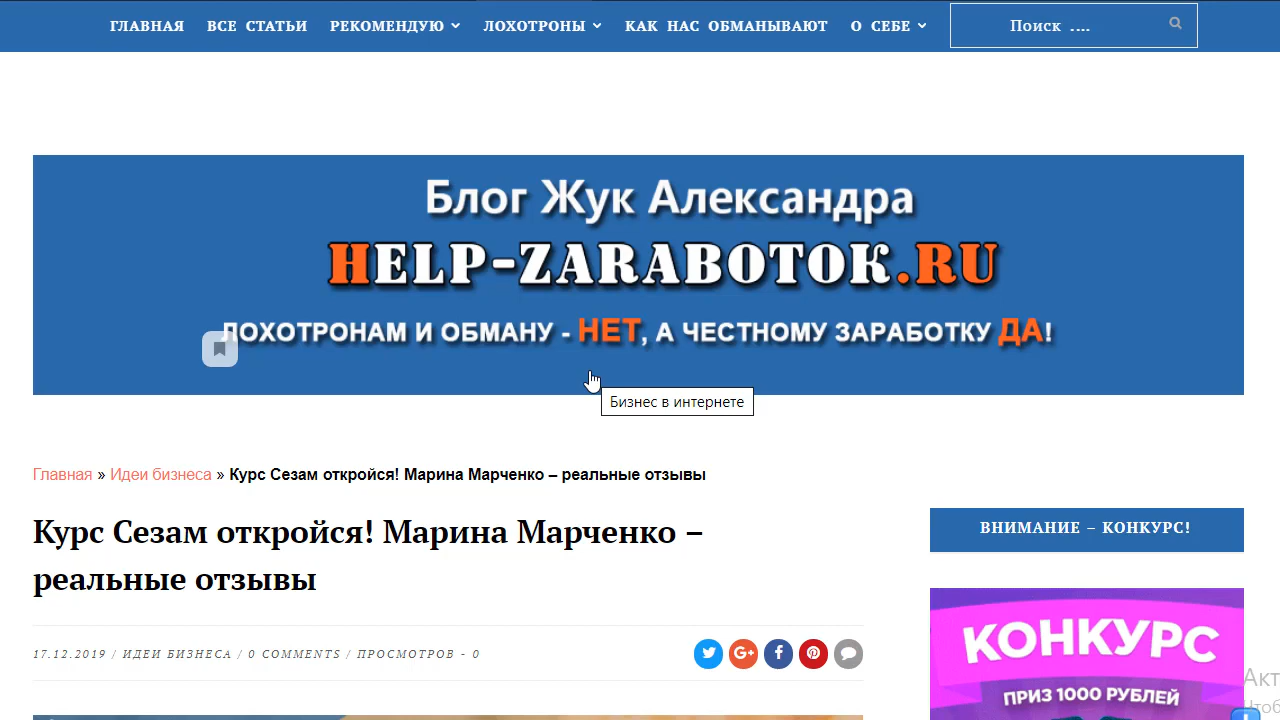 ГЛАВНАЯ ВСЕ СТАТЬИ РЕКОМЕНДУЮ ЛОХОТРОНЫ КАК НАС ОБМАНЫВАЮТ О СЕБЕ Поиск ....
Блог Жук Александра
HELP-ZARABOTOK.RU
ЛОХОТРОНАМ И ОБМАНУ - НЕТ, А ЧЕСТНОМУ ЗАРАБОТКУ ДА!
Бизнес в интернете
Главная » Идеи бизнеса » Курс Сезам откройся! Марина Марченко – реальные отзывы
Курс Сезам откройся! Марина Марченко –
реальные отзывы
17.12.2019 / ИДЕИ БИЗНЕСА / 0 COMMENTS / ПРОСМОТРОВ - 0
G+
ВНИМАНИЕ – КОНКУРС!
КОНКУРС
ПРИЗ 1000 РУБЛЕЙ